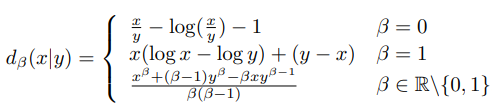 d_β(x|y) = { x/y − log(x/y) − 1   β = 0
x(log x − log y) + (y − x)   β = 1
(x^β + (β−1)y^β − βxy^(β−1)) / (β(β−1))   β ∈ ℝ\{0, 1}